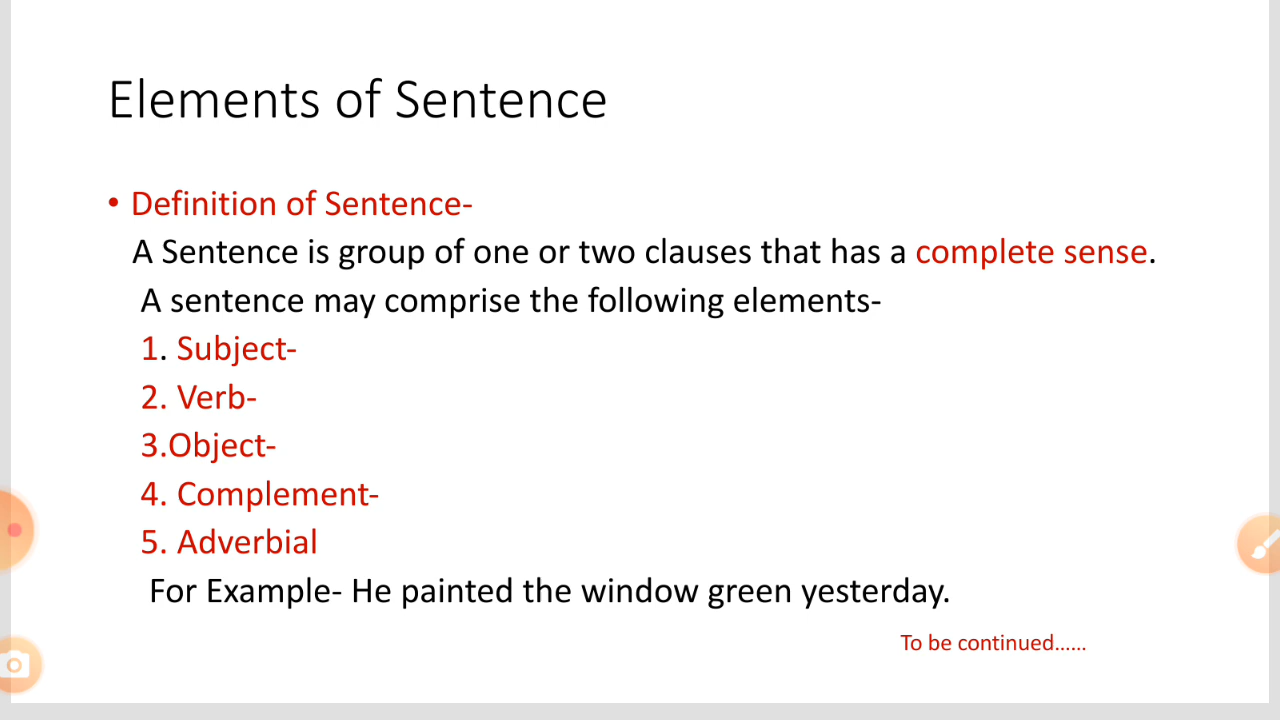 Elements of Sentence
• Definition of Sentence-
A Sentence is group of one or two clauses that has a complete sense.
A sentence may comprise the following elements-
1. Subject-
2. Verb-
3.Object-
4. Complement-
5. Adverbial
For Example- He painted the window green yesterday.
To be continued......